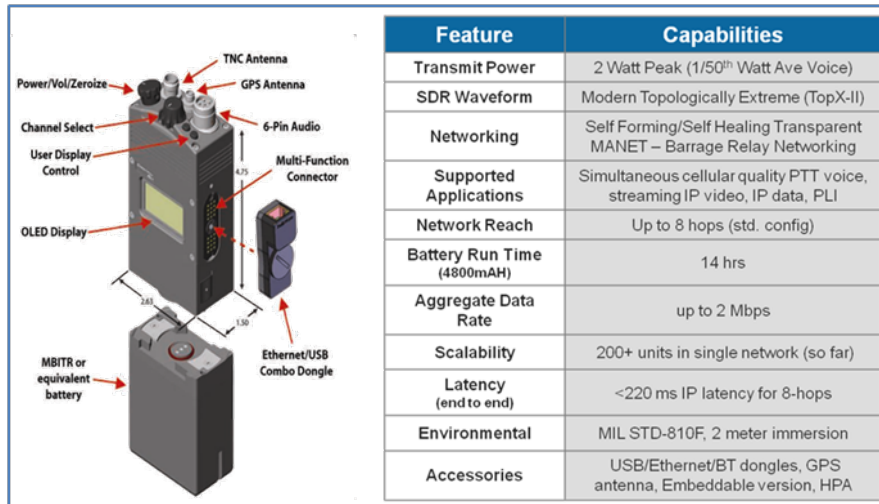 TNC Antenna
GPS Antenna
Power/Vol/Zeroize
Channel Select
6-Pin Audio
User Display
Control
Multi-Function
Connector
4.75
OLED Display
2.63
1.50
Ethernet/USB
Combo Dongle
MBITR or
equivalent
battery
Feature Capabilities
Transmit Power 2 Watt Peak (1/50th Watt Ave Voice)
SDR Waveform Modern Topologically Extreme (TopX-II)
Networking Self Forming/Self Healing Transparent
MANET – Barrage Relay Networking
Supported
Applications Simultaneous cellular quality PTT voice,
streaming IP video, IP data, PLI
Network Reach Up to 8 hops (std. config)
Battery Run Time
(4800mAH) 14 hrs
Aggregate Data
Rate up to 2 Mbps
Scalability 200+ units in single network (so far)
Latency
(end to end) <220 ms IP latency for 8-hops
Environmental MIL STD-810F, 2 meter immersion
Accessories USB/Ethernet/BT dongles, GPS
antenna, Embeddable version, HPA